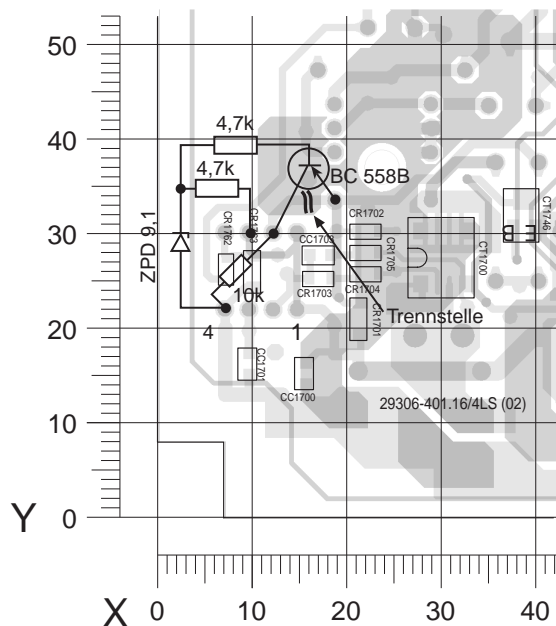 50
40
4,7k
4,7k
BC 558B
ZPD 9,1
CR1762
CR1763
CR1702
CT1746
30
CC1703
CR1705
CT1700
CR1703
CR1704
10k
Trennstelle
20
4
1
CR1701
CC1701
CC1700
29306-401.16/4LS (02)
10
Y
0
X
0
10
20
30
40